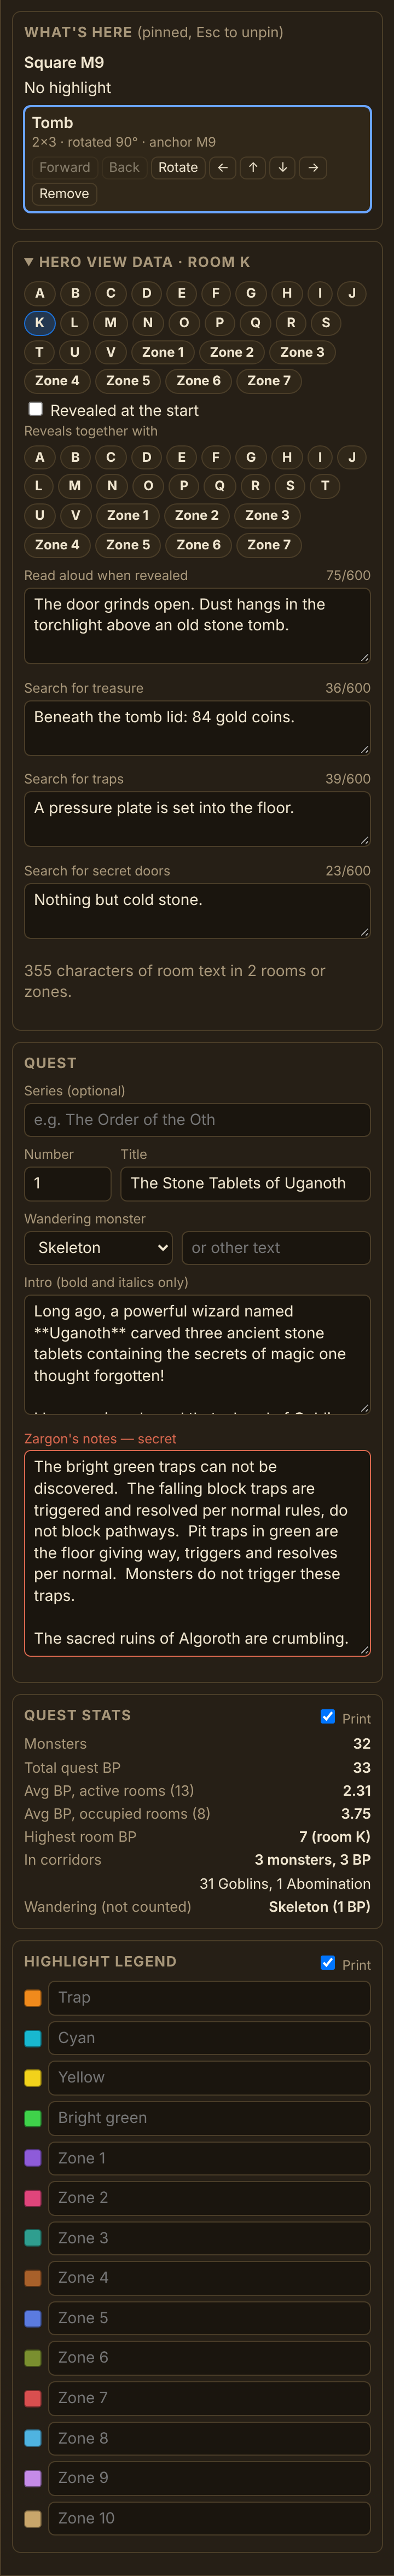 WHAT'S HERE (pinned, Esc to unpin)
Square M9
No highlight
Tomb
2×3 · rotated 90° · anchor M9
Forward Back Rotate ← ↑ ↓ →
Remove
▼ HERO VIEW DATA · ROOM K
A B C D E F G H I J
K L M N O P Q R S
T U V Zone 1 Zone 2 Zone 3
Zone 4 Zone 5 Zone 6 Zone 7
Revealed at the start
Reveals together with
A B C D E F G H I J
L M N O P Q R S T
U V Zone 1 Zone 2 Zone 3
Zone 4 Zone 5 Zone 6 Zone 7
Read aloud when revealed 75/600
The door grinds open. Dust hangs in the
torchlight above an old stone tomb.
Search for treasure 36/600
Beneath the tomb lid: 84 gold coins.
Search for traps 39/600
A pressure plate is set into the floor.
Search for secret doors 23/600
Nothing but cold stone.
355 characters of room text in 2 rooms or
zones.
QUEST
Series (optional)
e.g. The Order of the Oth
Number Title
1 The Stone Tablets of Uganoth
Wandering monster
Skeleton or other text
Intro (bold and italics only)
Long ago, a powerful wizard named
**Uganoth** carved three ancient stone
tablets containing the secrets of magic one
thought forgotten!
Zargon's notes — secret
The bright green traps can not be
discovered.  The falling block traps are
triggered and resolved per normal rules, do
not block pathways.  Pit traps in green are
the floor giving way, triggers and resolves
per normal.  Monsters do not trigger these
traps.
The sacred ruins of Algoroth are crumbling.
QUEST STATS Print
Monsters 32
Total quest BP 33
Avg BP, active rooms (13) 2.31
Avg BP, occupied rooms (8) 3.75
Highest room BP 7 (room K)
In corridors 3 monsters, 3 BP
31 Goblins, 1 Abomination
Wandering (not counted) Skeleton (1 BP)
HIGHLIGHT LEGEND Print
Trap
Cyan
Yellow
Bright green
Zone 1
Zone 2
Zone 3
Zone 4
Zone 5
Zone 6
Zone 7
Zone 8
Zone 9
Zone 10